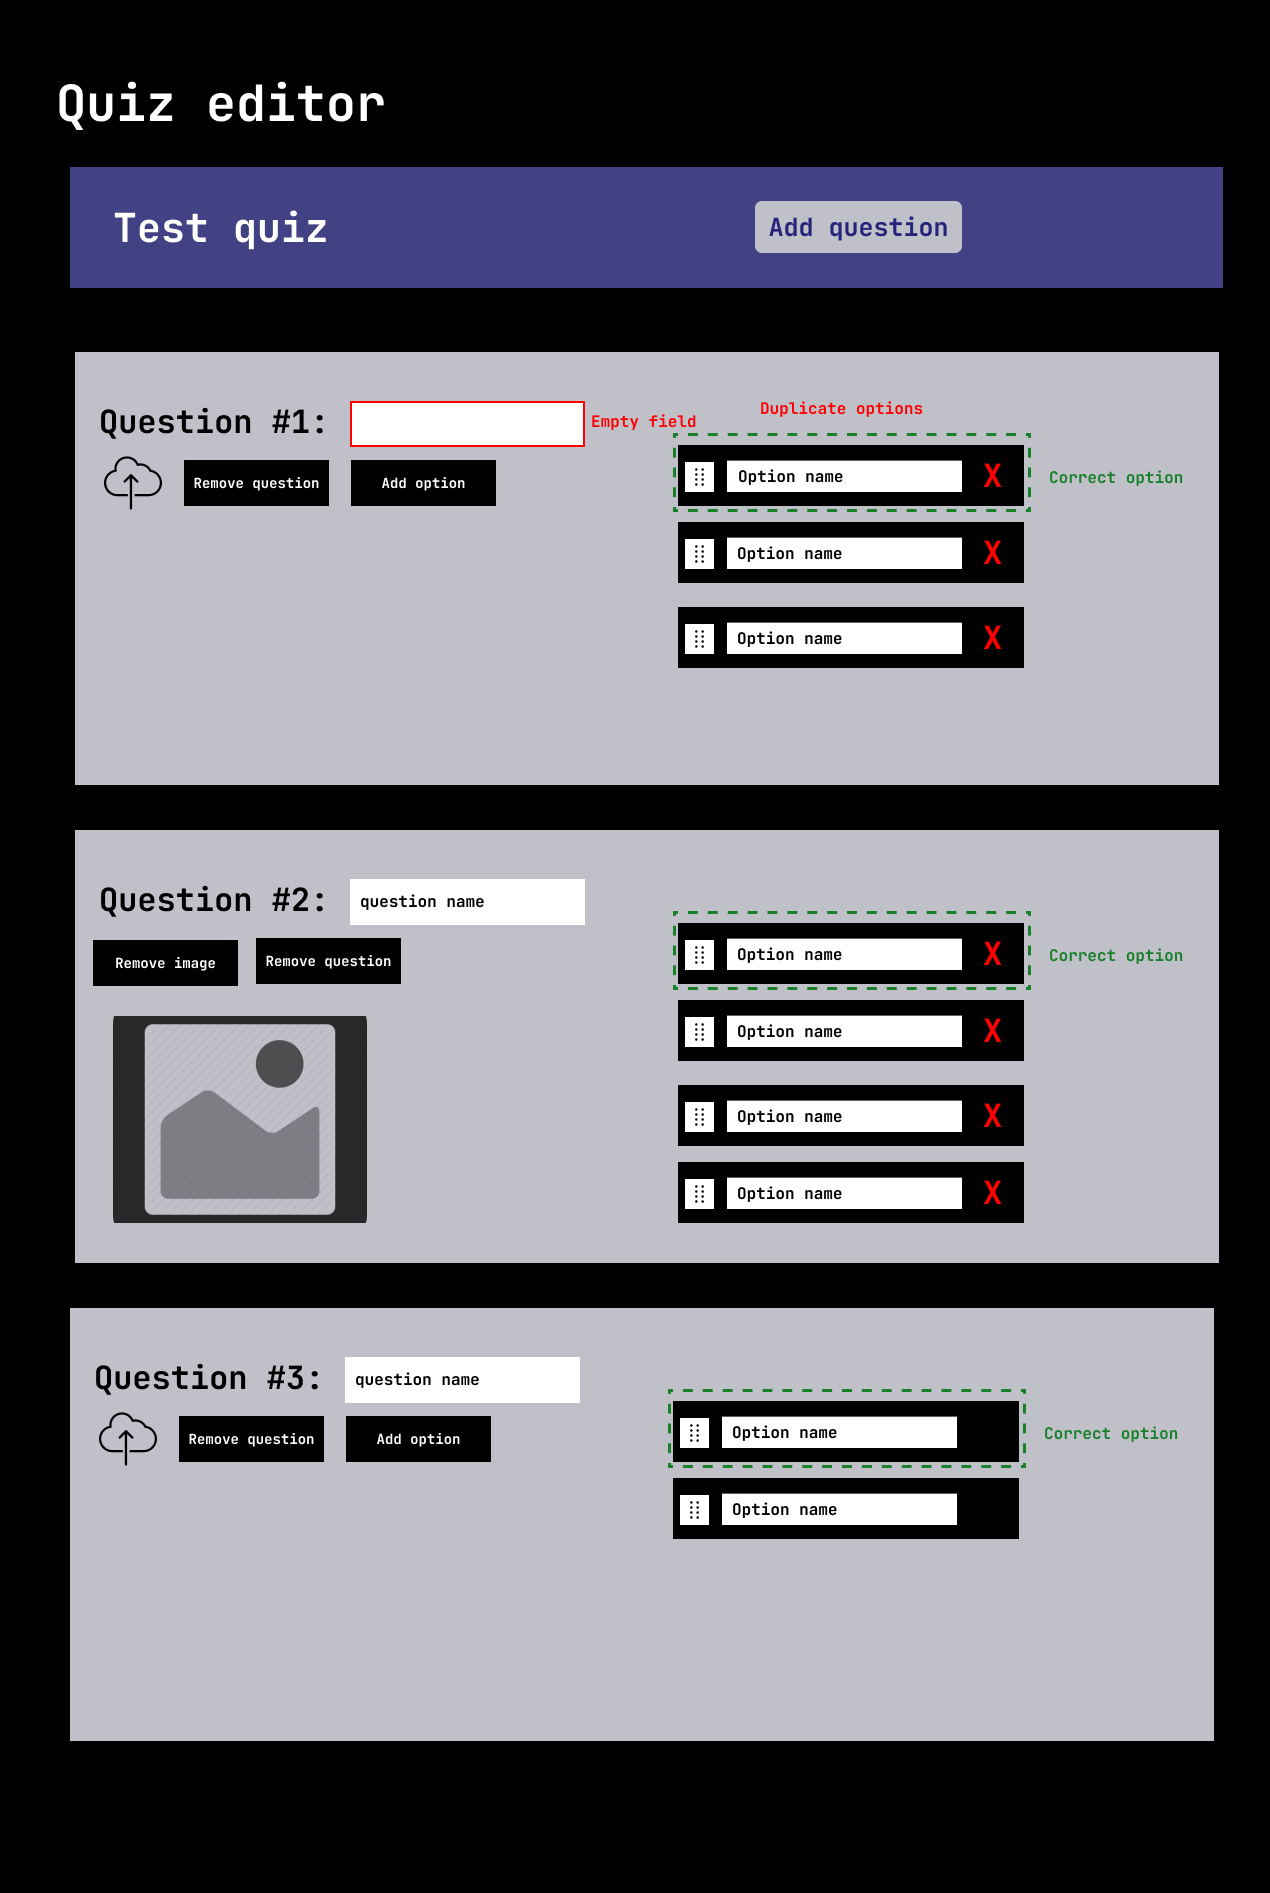 Quiz editor
Test quiz
Add question
Question #1:
Empty field
Remove question
Add option
Duplicate options
Option name X
Correct option
Option name X
Option name X
Question #2:
question name
Remove image
Remove question
Option name X
Correct option
Option name X
Option name X
Option name X
Question #3:
question name
Remove question
Add option
Option name
Correct option
Option name